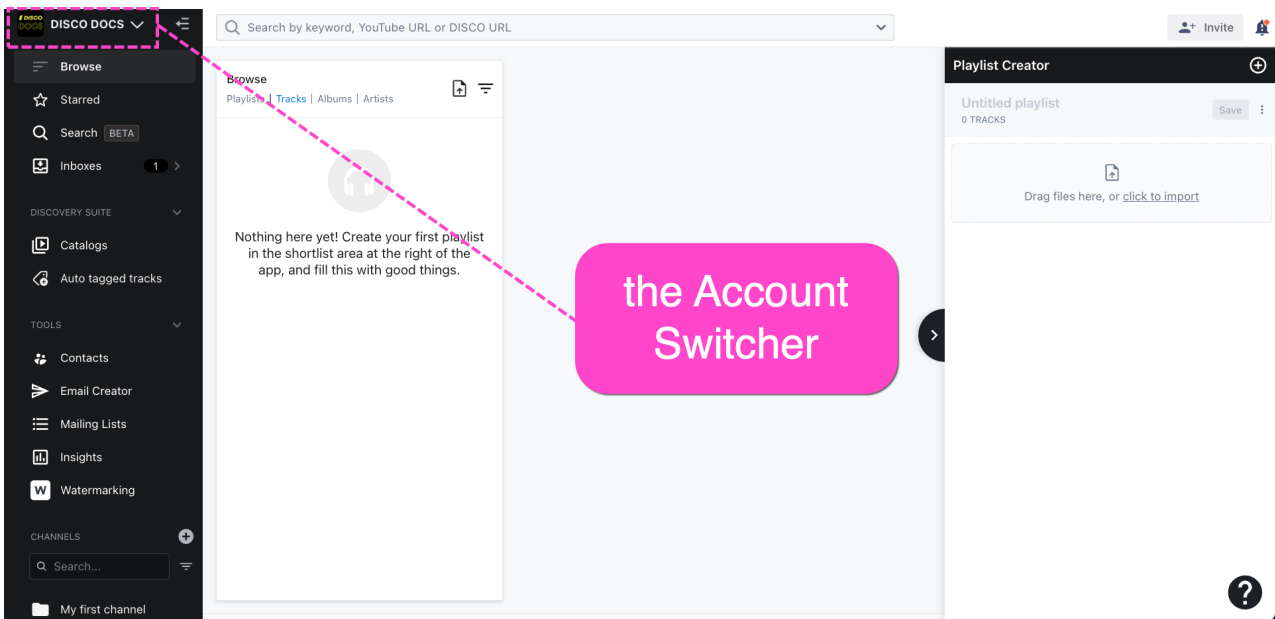 DISCO
DOCS
DISCO DOCS
Search by keyword, YouTube URL or DISCO URL
Invite
Browse
Starred
Search BETA
Inboxes 1
DISCOVERY SUITE
Catalogs
Auto tagged tracks
TOOLS
Contacts
Email Creator
Mailing Lists
Insights
W Watermarking
CHANNELS
Search...
My first channel
Browse
Playlists | Tracks | Albums | Artists
Nothing here yet! Create your first playlist
in the shortlist area at the right of the
app, and fill this with good things.
the Account
Switcher
Playlist Creator
Untitled playlist
0 TRACKS
Save
Drag files here, or click to import
?